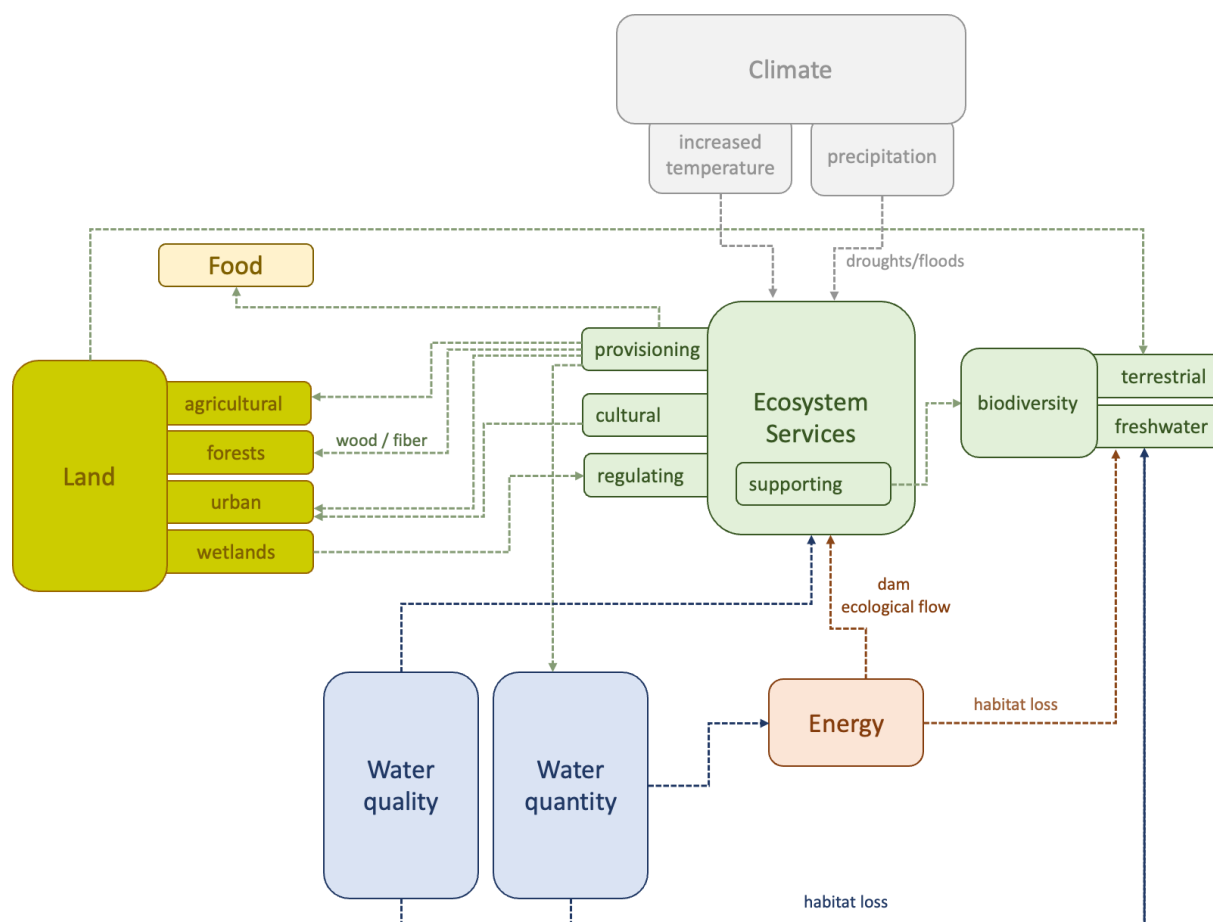 Climate
increased
temperature
precipitation
droughts/floods
Food
provisioning
terrestrial
agricultural
cultural
Ecosystem
Services
biodiversity
freshwater
wood / fiber
forests
Land
regulating
supporting
urban
wetlands
dam
ecological flow
habitat loss
Energy
Water
quality
Water
quantity
habitat loss